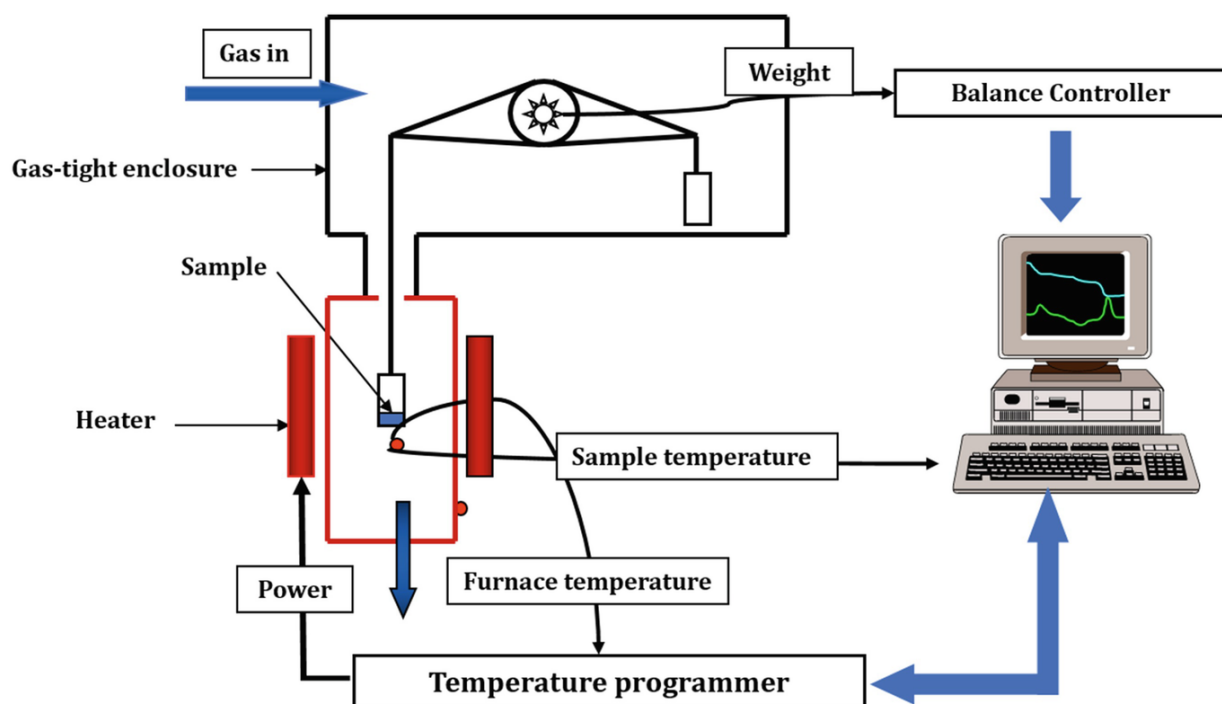 Gas in
Weight
Balance Controller
Gas-tight enclosure
Sample
Heater
Sample temperature
Furnace temperature
Power
Temperature programmer